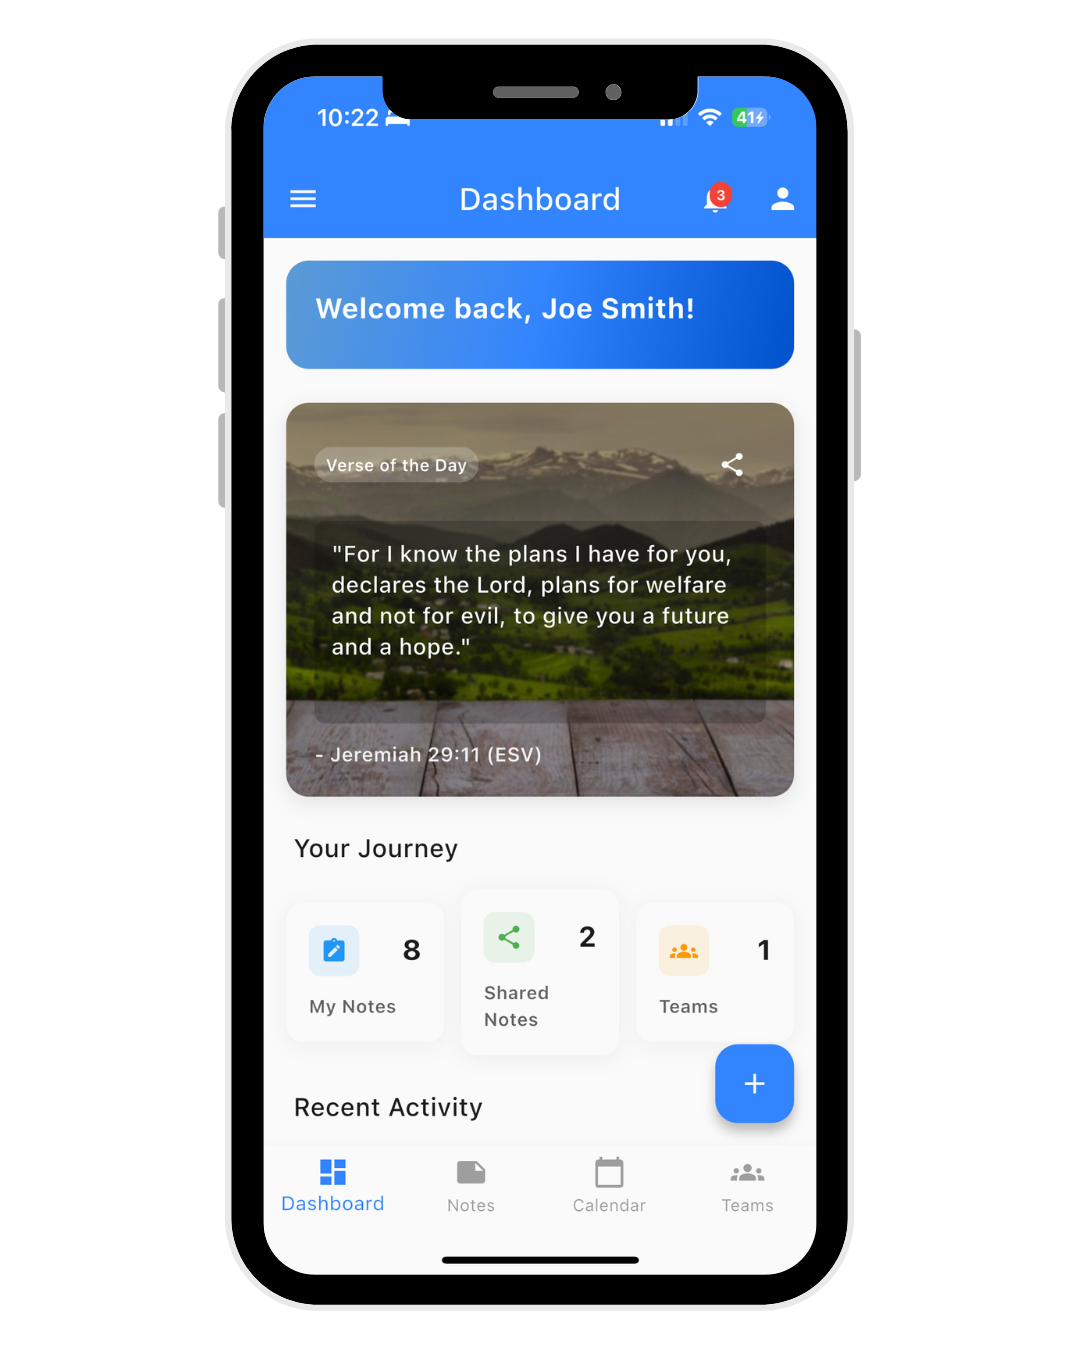 10:22
41
Dashboard
3
Welcome back, Joe Smith!
Verse of the Day
"For I know the plans I have for you,
declares the Lord, plans for welfare
and not for evil, to give you a future
and a hope."
- Jeremiah 29:11 (ESV)
Your Journey
8
My Notes
2
Shared
Notes
1
Teams
Recent Activity
Dashboard
Notes
Calendar
Teams